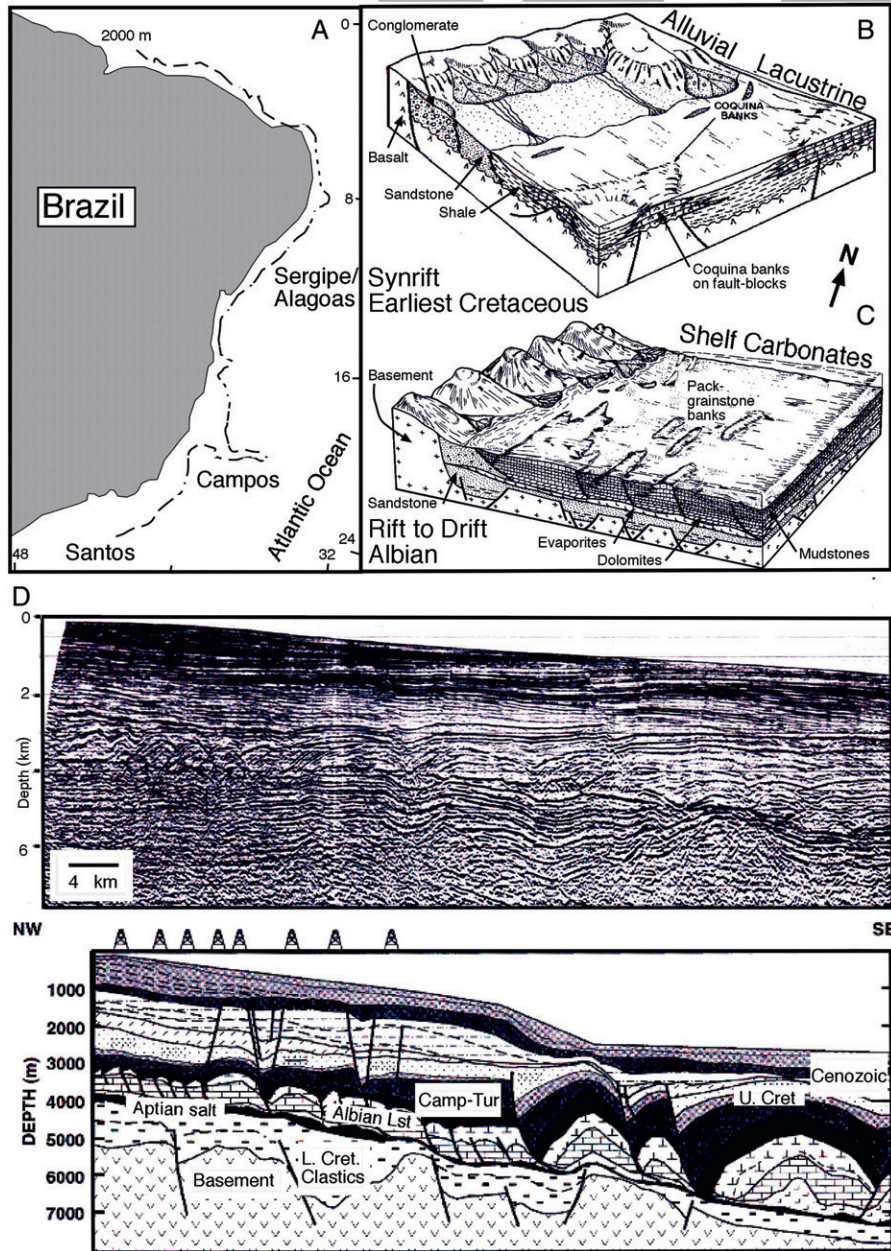 A
2000 m
Brazil
Sergipe/
Alagoas
Campos
Santos
Atlantic Ocean
0
8
16
24
48
32
B
Conglomerate
Alluvial
Lacustrine
COQUINA
BANKS
Basalt
Sandstone
Shale
Coquina banks
on fault-blocks
Synrift
Earliest Cretaceous
N
C
Shelf Carbonates
Basement
Pack-
grainstone
banks
Sandstone
Rift to Drift
Albian
Evaporites
Dolomites
Mudstones
D
0
2
4
6
Depth (km)
4 km
NW
SE
1000
2000
3000
4000
5000
6000
7000
DEPTH (m)
Cenozoic
U. Cret
Camp-Tur
Aptian salt
Albian Lst
L. Cret.
Clastics
Basement